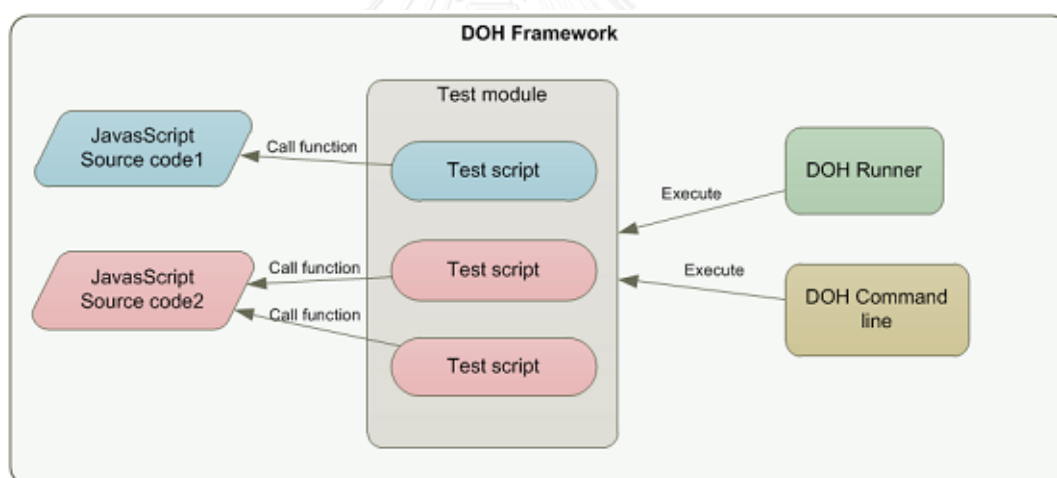 DOH Framework
Test module
JavasScript
Source code1
Call function
Test script
Execute
DOH Runner
JavasScript
Source code2
Call function
Test script
Execute
DOH Command
line
Call function
Test script